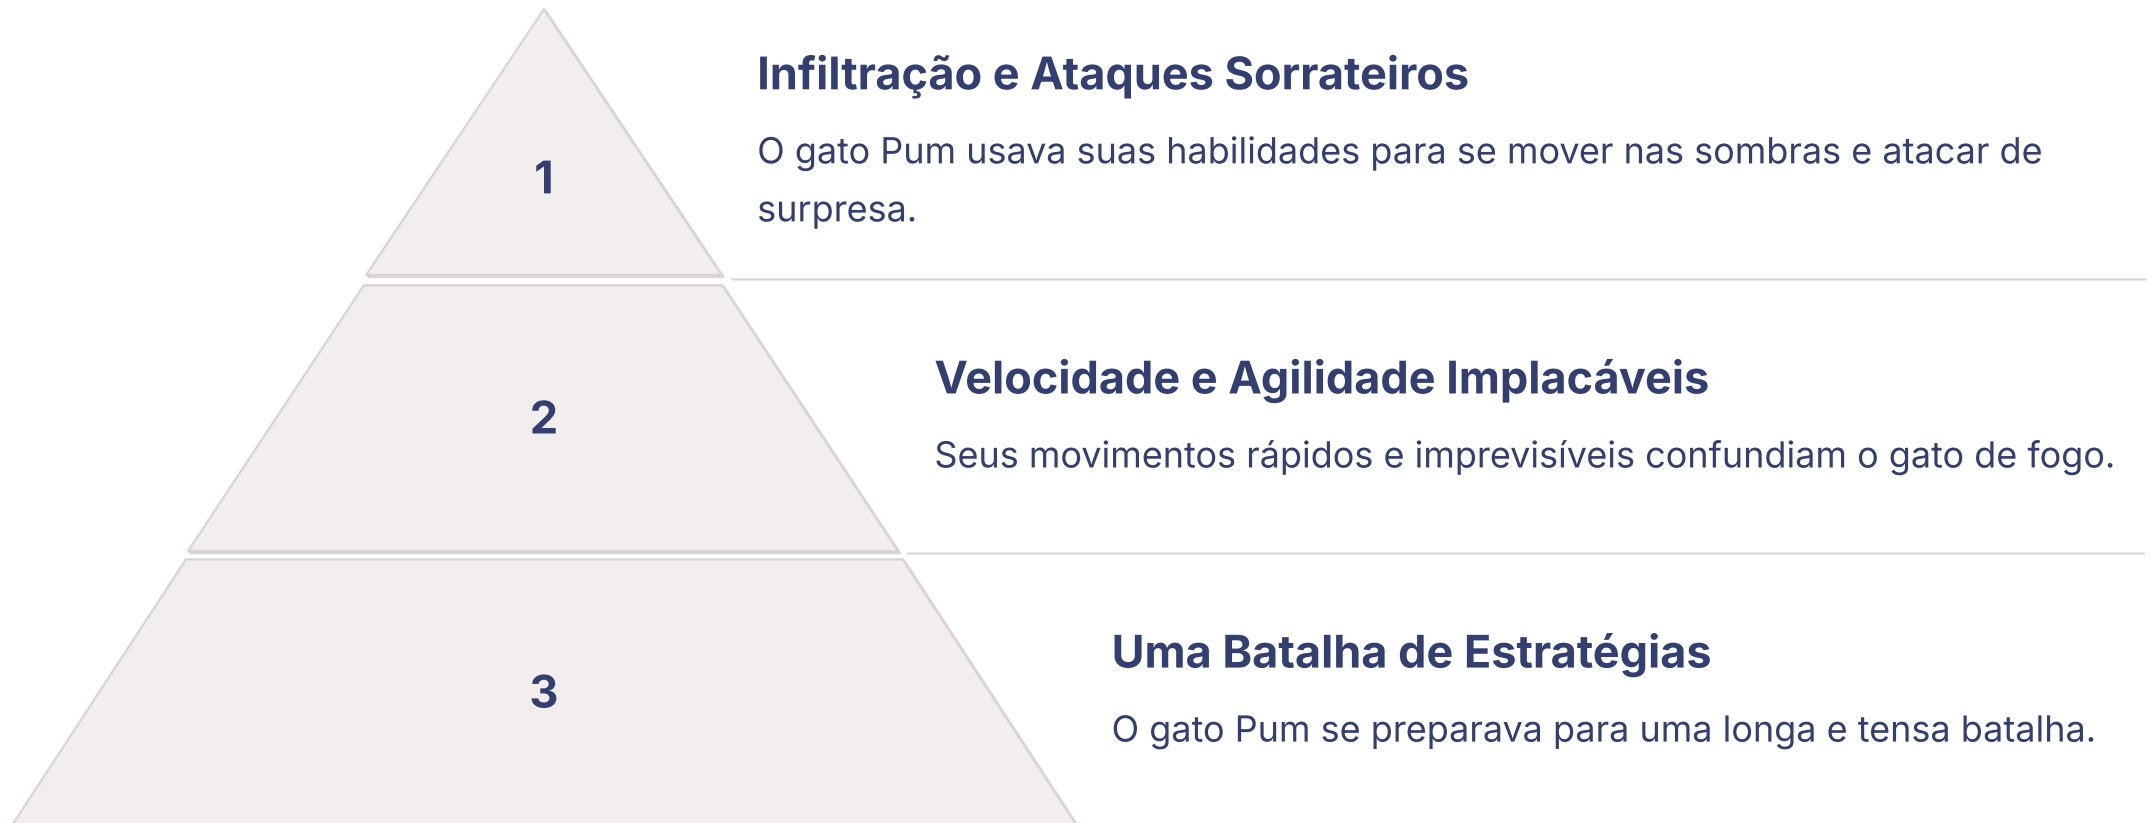 1
Infiltração e Ataques Sorrateiros
O gato Pum usava suas habilidades para se mover nas sombras e atacar de
surpresa.
2
Velocidade e Agilidade Implacáveis
Seus movimentos rápidos e imprevisíveis confundiam o gato de fogo.
3
Uma Batalha de Estratégias
O gato Pum se preparava para uma longa e tensa batalha.